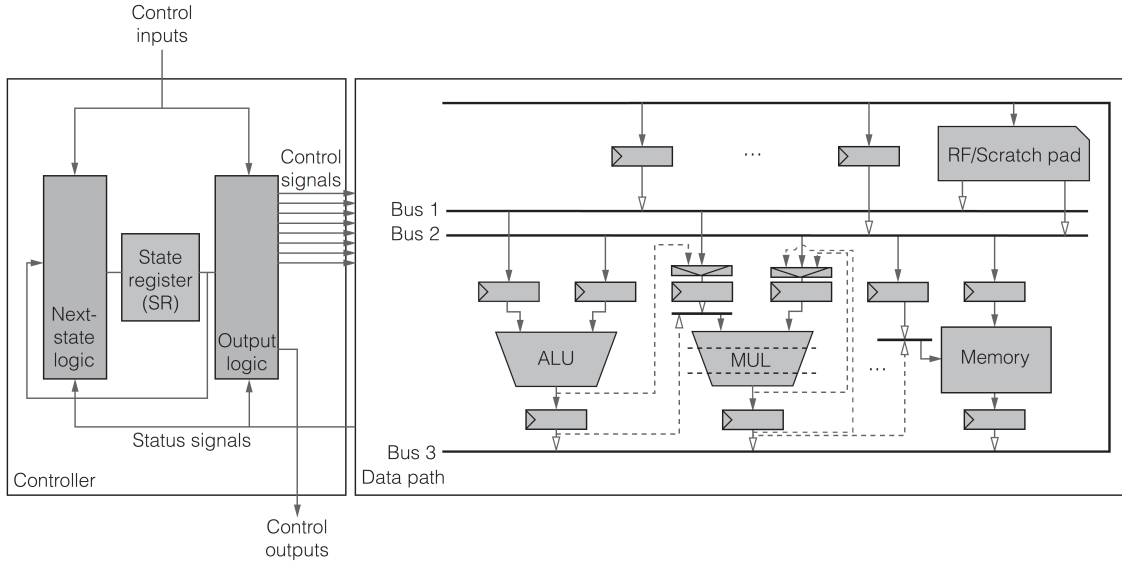 Control
inputs
Control
signals
Next-
state
logic
State
register
(SR)
Output
logic
Status signals
Controller
Control
outputs
RF/Scratch pad
...
Bus 1
Bus 2
ALU
MUL
...
Memory
Bus 3
Data path